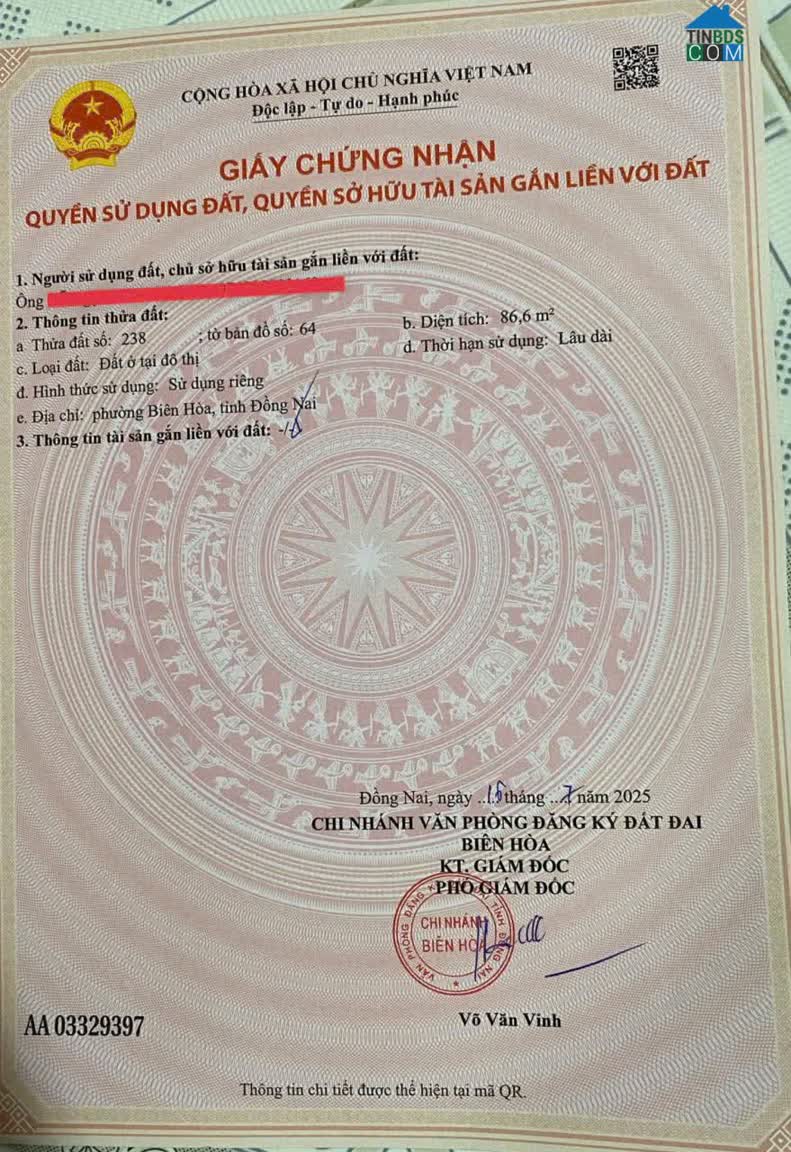 TINBDS
COM
CỘNG HÒA XÃ HỘI CHỦ NGHĨA VIỆT NAM
Độc lập - Tự do - Hạnh phúc
GIẤY CHỨNG NHẬN
QUYỀN SỬ DỤNG ĐẤT, QUYỀN SỞ HỮU TÀI SẢN GẮN LIỀN VỚI ĐẤT
1. Người sử dụng đất, chủ sở hữu tài sản gắn liền với đất:
Ông
2. Thông tin thửa đất:
a Thửa đất số: 238 ; tờ bản đồ số: 64 b. Diện tích: 86,6 m²
c. Loại đất: Đất ở tại đô thị d. Thời hạn sử dụng: Lâu dài
đ. Hình thức sử dụng: Sử dụng riêng
e. Địa chỉ: phường Biên Hòa, tỉnh Đồng Nai
3. Thông tin tài sản gắn liền với đất: -/-
Đồng Nai, ngày ... tháng ...7 năm 2025
CHI NHÁNH VĂN PHÒNG ĐĂNG KÝ ĐẤT ĐAI
BIÊN HÒA
KT. GIÁM ĐỐC
PHÓ GIÁM ĐỐC
CHI NHÁNH
BIÊN HÒA
Võ Văn Vinh
AA 03329397
Thông tin chi tiết được thể hiện tại mã QR.